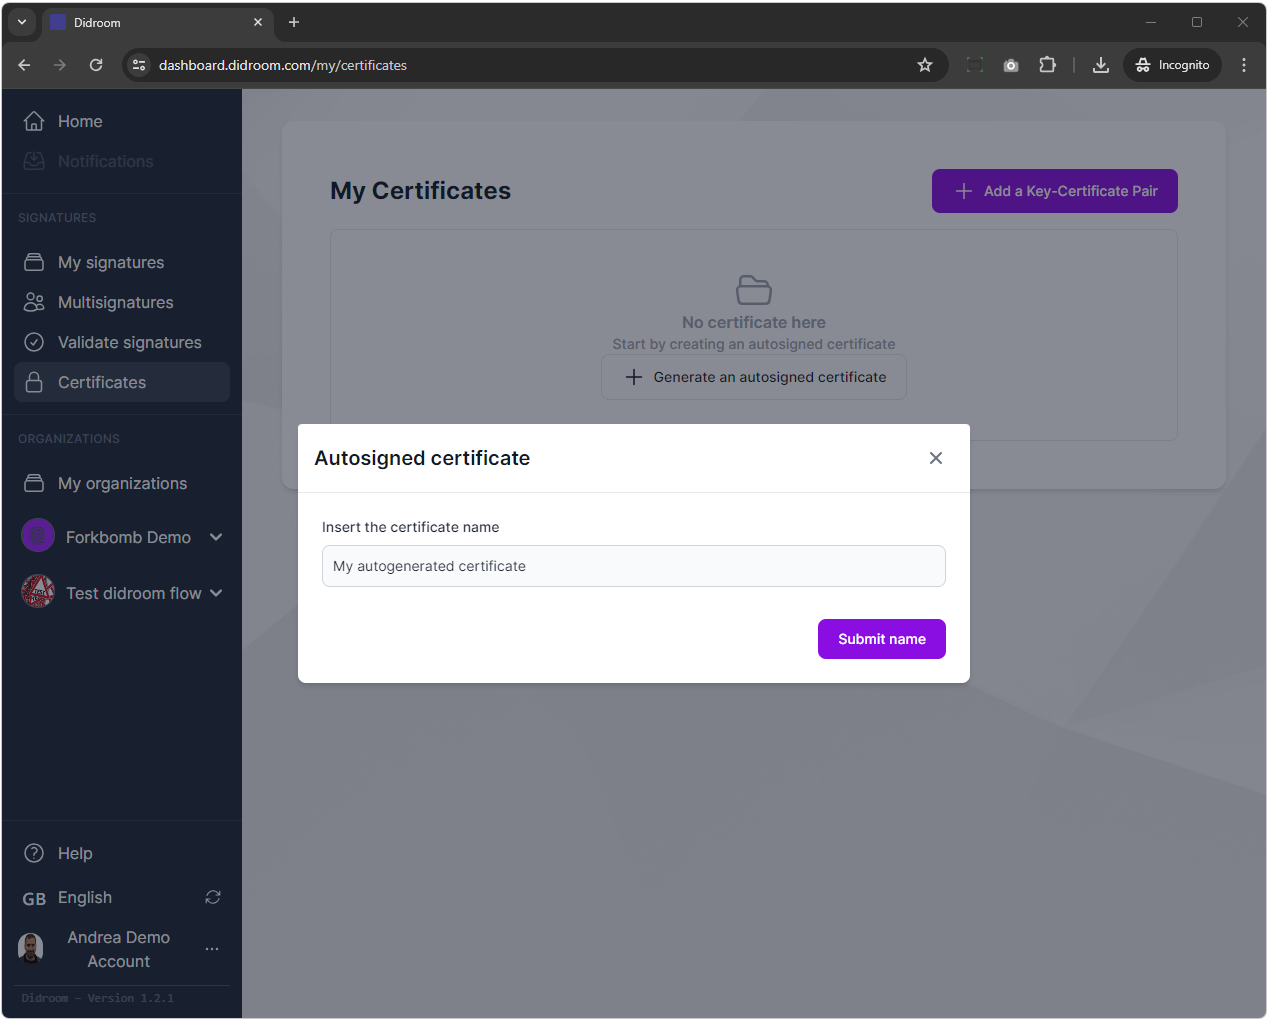 Didroom
dashboard.didroom.com/my/certificates
Incognito
Home
Notifications
SIGNATURES
My signatures
Multisignatures
Validate signatures
Certificates
ORGANIZATIONS
My organizations
Forkbomb Demo
Test didroom flow
Help
GB English
Andrea Demo
Account
Didroom - Version 1.2.1
My Certificates
Add a Key-Certificate Pair
No certificate here
Start by creating an autosigned certificate
Generate an autosigned certificate
Autosigned certificate
Insert the certificate name
My autogenerated certificate
Submit name